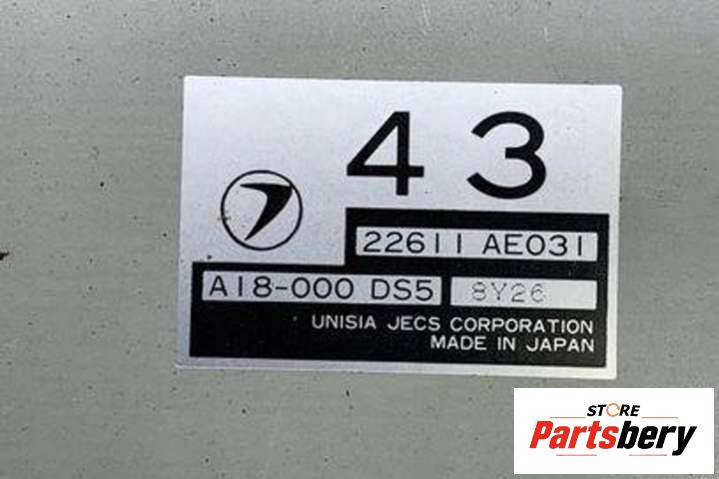 43
22611 AE031
A18-000 DS5 8Y26
UNISIA JECS CORPORATION
MADE IN JAPAN
STORE
Partsbery